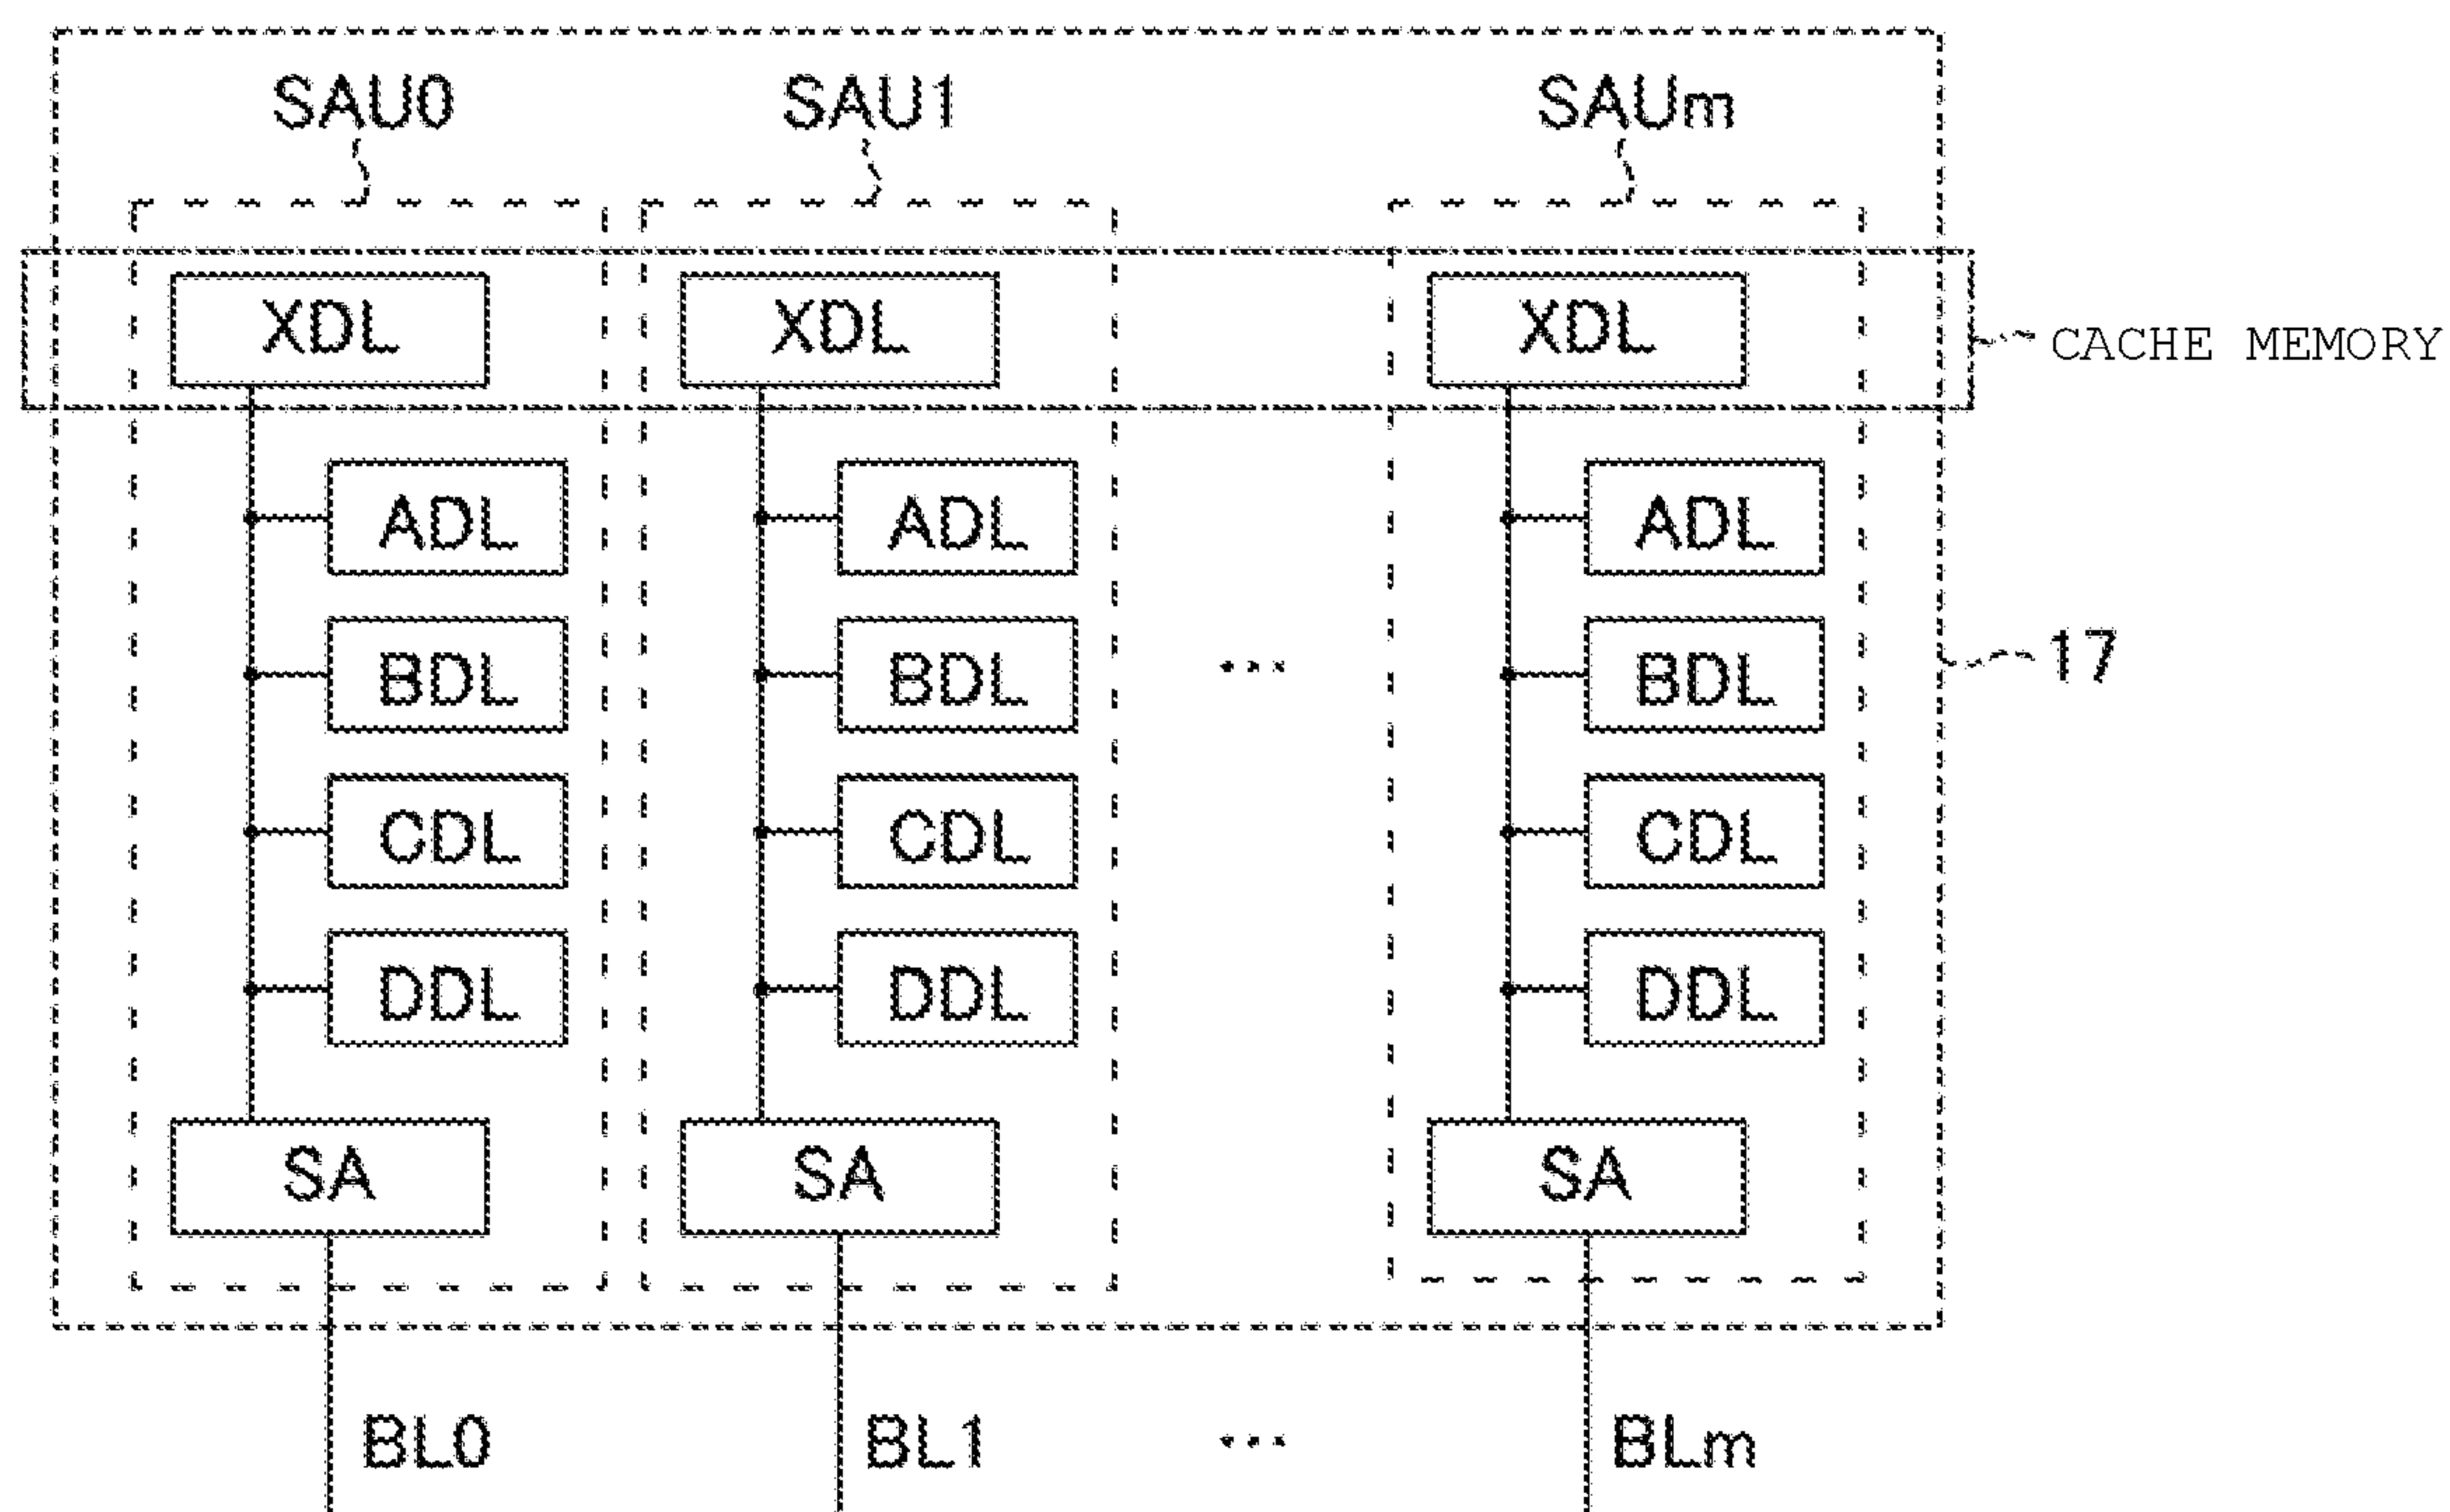 SAU0 SAU1 SAUm
XDL XDL XDL CACHE MEMORY
ADL ADL ADL
BDL BDL ... BDL 17
CDL CDL CDL
DDL DDL DDL
SA SA SA
BL0 BL1 ... BLm